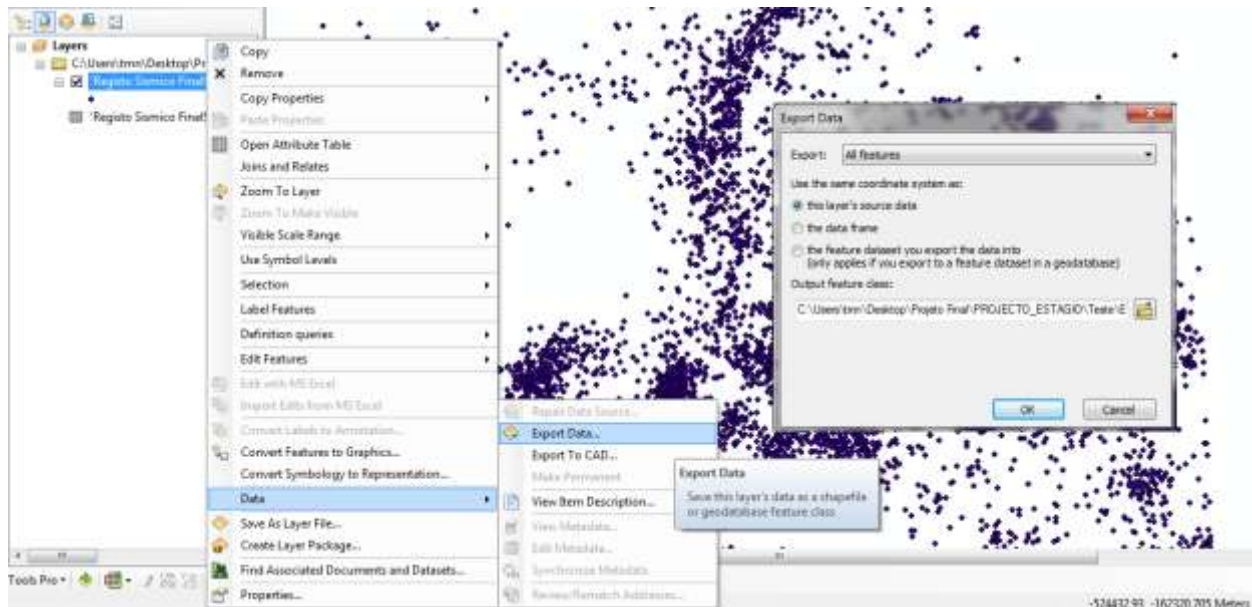 Layers
C:\Users\tmn\Desktop\Pr
'Registo Sismico Final!
'Registo Sismico Final!
Copy
Remove
Copy Properties
Paste Properties
Open Attribute Table
Joins and Relates
Zoom To Layer
Zoom To Make Visible
Visible Scale Range
Use Symbol Levels
Selection
Label Features
Definition queries
Edit Features
Edit with MS Excel
Import Edits from MS Excel
Convert Labels to Annotation...
Convert Features to Graphics...
Convert Symbology to Representation...
Data
Save As Layer File...
Create Layer Package...
Find Associated Documents and Datasets...
Properties...
Repair Data Source...
Export Data...
Export To CAD...
Make Permanent
View Item Description...
View Metadata...
Edit Metadata...
Synchronize Metadata
Review/Rematch Addresses...
Export Data
Save this layer's data as a shapefile
or geodatabase feature class
Export Data
Export: All features
Use the same coordinate system as:
this layer's source data
the data frame
the feature dataset you export the data into
(only applies if you export to a feature dataset in a geodatabase)
Output feature class:
C:\Users\tmn\Desktop\Projeto Final\PROJECTO_ESTAGIO\Teste\E
OK Cancel
Tools Pro
-524432,93 -162320,705 Meters